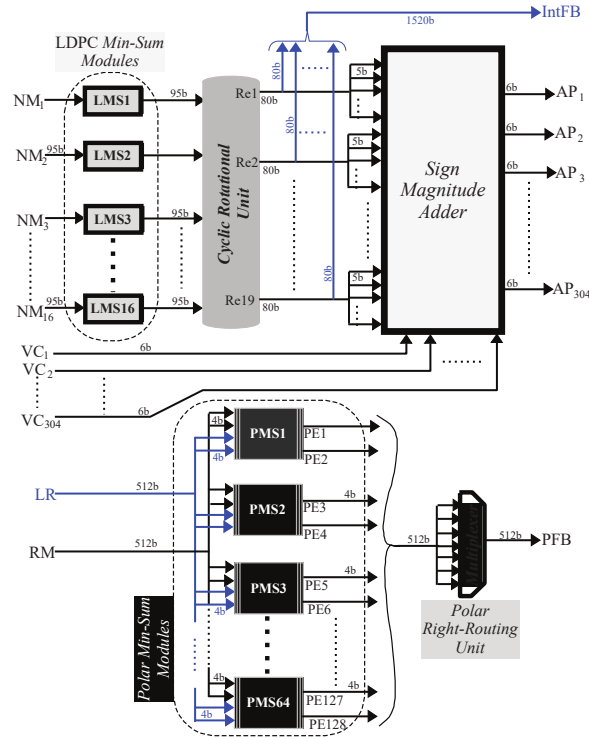 1520b
IntFB
LDPC Min-Sum
Modules
80b
80b
80b
NM1
LMS1
95b
Re1
80b
5b
6b
AP1
NM2
95b
LMS2
95b
Re2
80b
5b
6b
AP2
Cyclic Rotational
Unit
Sign
Magnitude
Adder
6b
AP3
NM3
LMS3
95b
NM16
95b
LMS16
95b
Re19
80b
5b
6b
AP304
VC1
6b
VC2
VC304
6b
4b
PMS1
PE1
4b
PE2
LR
512b
PMS2
PE3
4b
PE4
RM
512b
PMS3
PE5
4b
4b
PE6
512b
Multiplexer
512b
PFB
Polar
Right-Routing
Unit
Polar Min-Sum
Modules
4b
PMS64
PE127
4b
4b
PE128